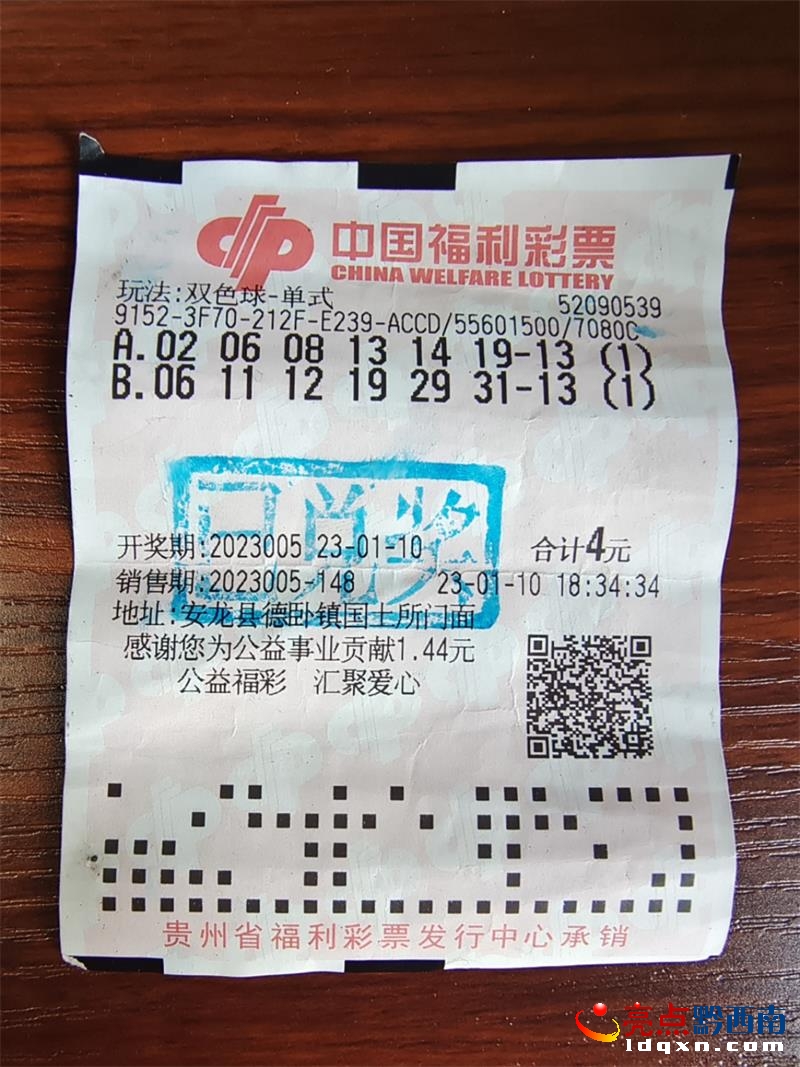 中国福利彩票
CHINA WELFARE LOTTERY
玩法:双色球-单式 52090539
9152-3F70-212F-E239-ACCD/55601500/7080C
A.02 06 08 13 14 19-13 (1)
B.06 11 12 19 29 31-13 (1)
已兑奖
开奖期:2023005 23-01-10 合计4元
销售期:2023005-148 23-01-10 18:34:34
地址:安龙县德卧镇国土所门面
感谢您为公益事业贡献1.44元
公益福彩 汇聚爱心
贵州省福利彩票发行中心承销
亮点黔西南
ldqxn.com